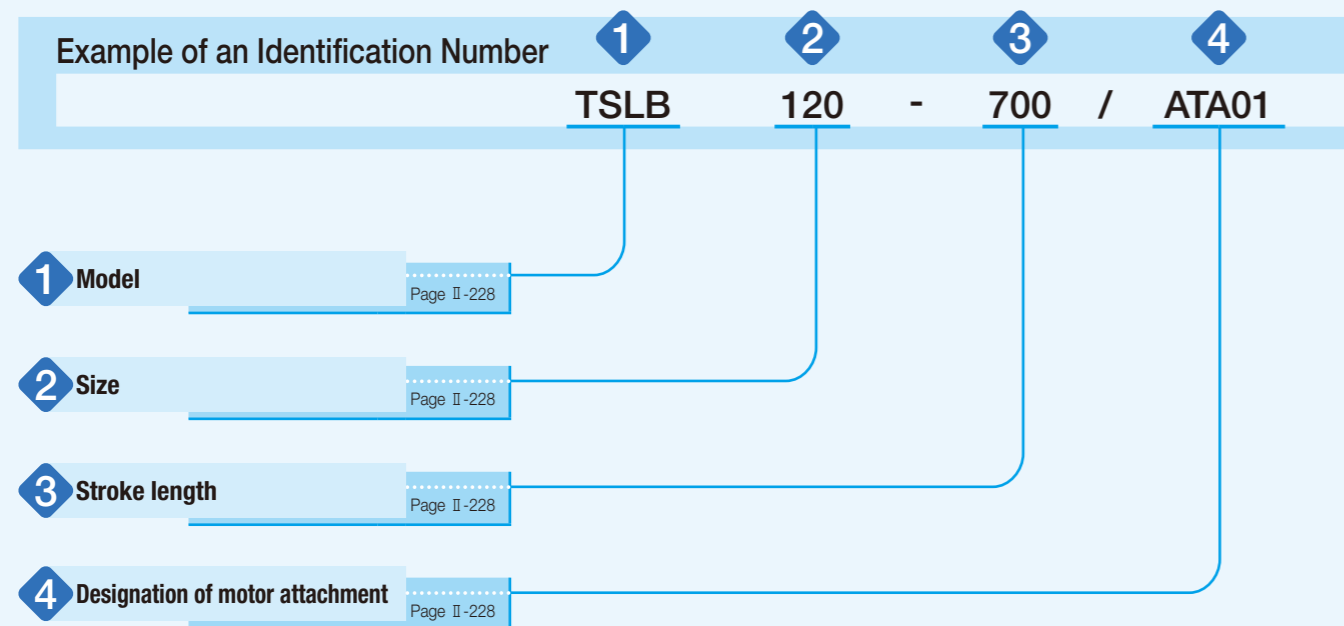 Example of an Identification Number 1 2 3 4
TSLB 120 - 700 / ATA01
1 Model
Page Ⅱ-228
2 Size
Page Ⅱ-228
3 Stroke length
Page Ⅱ-228
4 Designation of motor attachment
Page Ⅱ-228